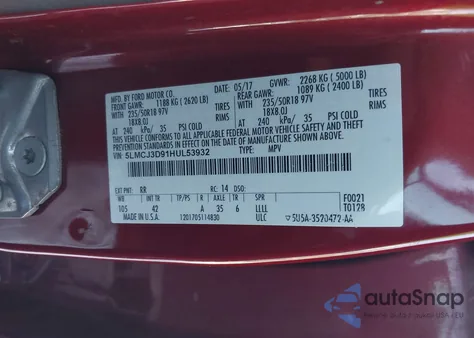 MFD. BY FORD MOTOR CO.
05/17 GVWR: 2268 KG ( 5000 LB)
FRONT GAWR: 1188 KG ( 2620 LB) REAR GAWR: 1089 KG ( 2400 LB)
WITH 235/50R18 97V TIRES WITH 235/50R18 97V TIRES
18X8.0J RIMS 18X8.0J RIMS
AT 240 kPa/ 35 PSI COLD AT 240 kPa/ 35 PSI COLD
THIS VEHICLE CONFORMS TO ALL APPLICABLE FEDERAL MOTOR VEHICLE SAFETY AND THEFT PREVENTION STANDARDS IN EFFECT ON THE DATE OF MANUFACTURE SHOWN ABOVE.
VIN: 5LMCJ3D91HUL53932
TYPE: MPV
EXT PNT: RR RC: 14 DSO:
WB INT TR TP/PS R AXLE TR SPR F0021
105 42 A 35 6 LLLL T0128
MADE IN U.S.A. 1201705114830 ULC 5U5A-3520472-AA
autoSnap